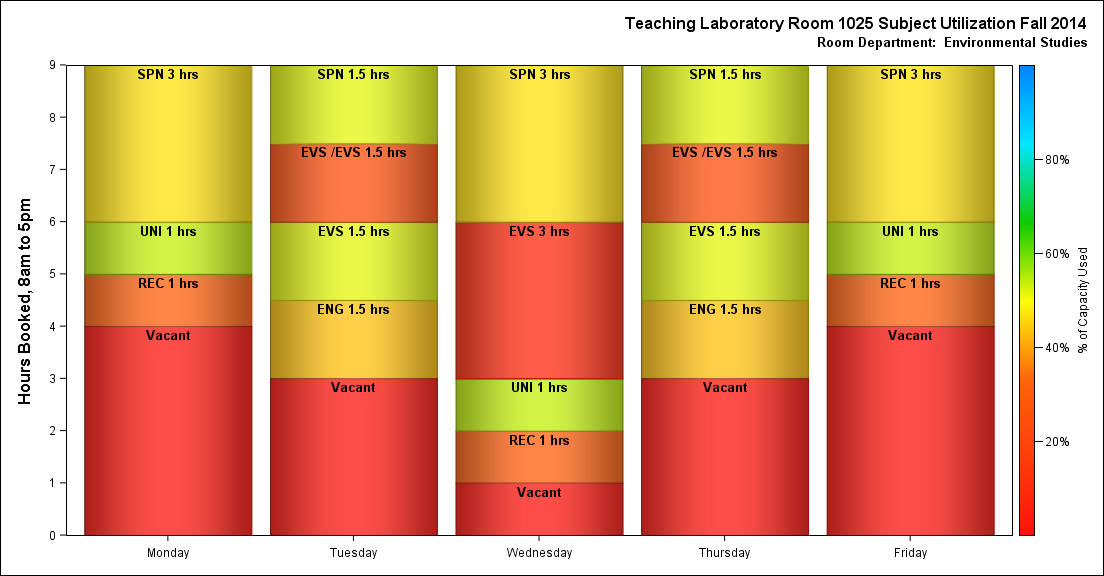 Teaching Laboratory Room 1025 Subject Utilization Fall 2014
Room Department:  Environmental Studies
Hours Booked, 8am to 5pm
9
8
7
6
5
4
3
2
1
0
SPN 3 hrs
UNI 1 hrs
REC 1 hrs
Vacant
SPN 1.5 hrs
EVS /EVS 1.5 hrs
EVS 1.5 hrs
ENG 1.5 hrs
Vacant
SPN 3 hrs
EVS 3 hrs
UNI 1 hrs
REC 1 hrs
Vacant
SPN 1.5 hrs
EVS /EVS 1.5 hrs
EVS 1.5 hrs
ENG 1.5 hrs
Vacant
SPN 3 hrs
UNI 1 hrs
REC 1 hrs
Vacant
Monday
Tuesday
Wednesday
Thursday
Friday
80%
60%
40%
20%
% of Capacity Used